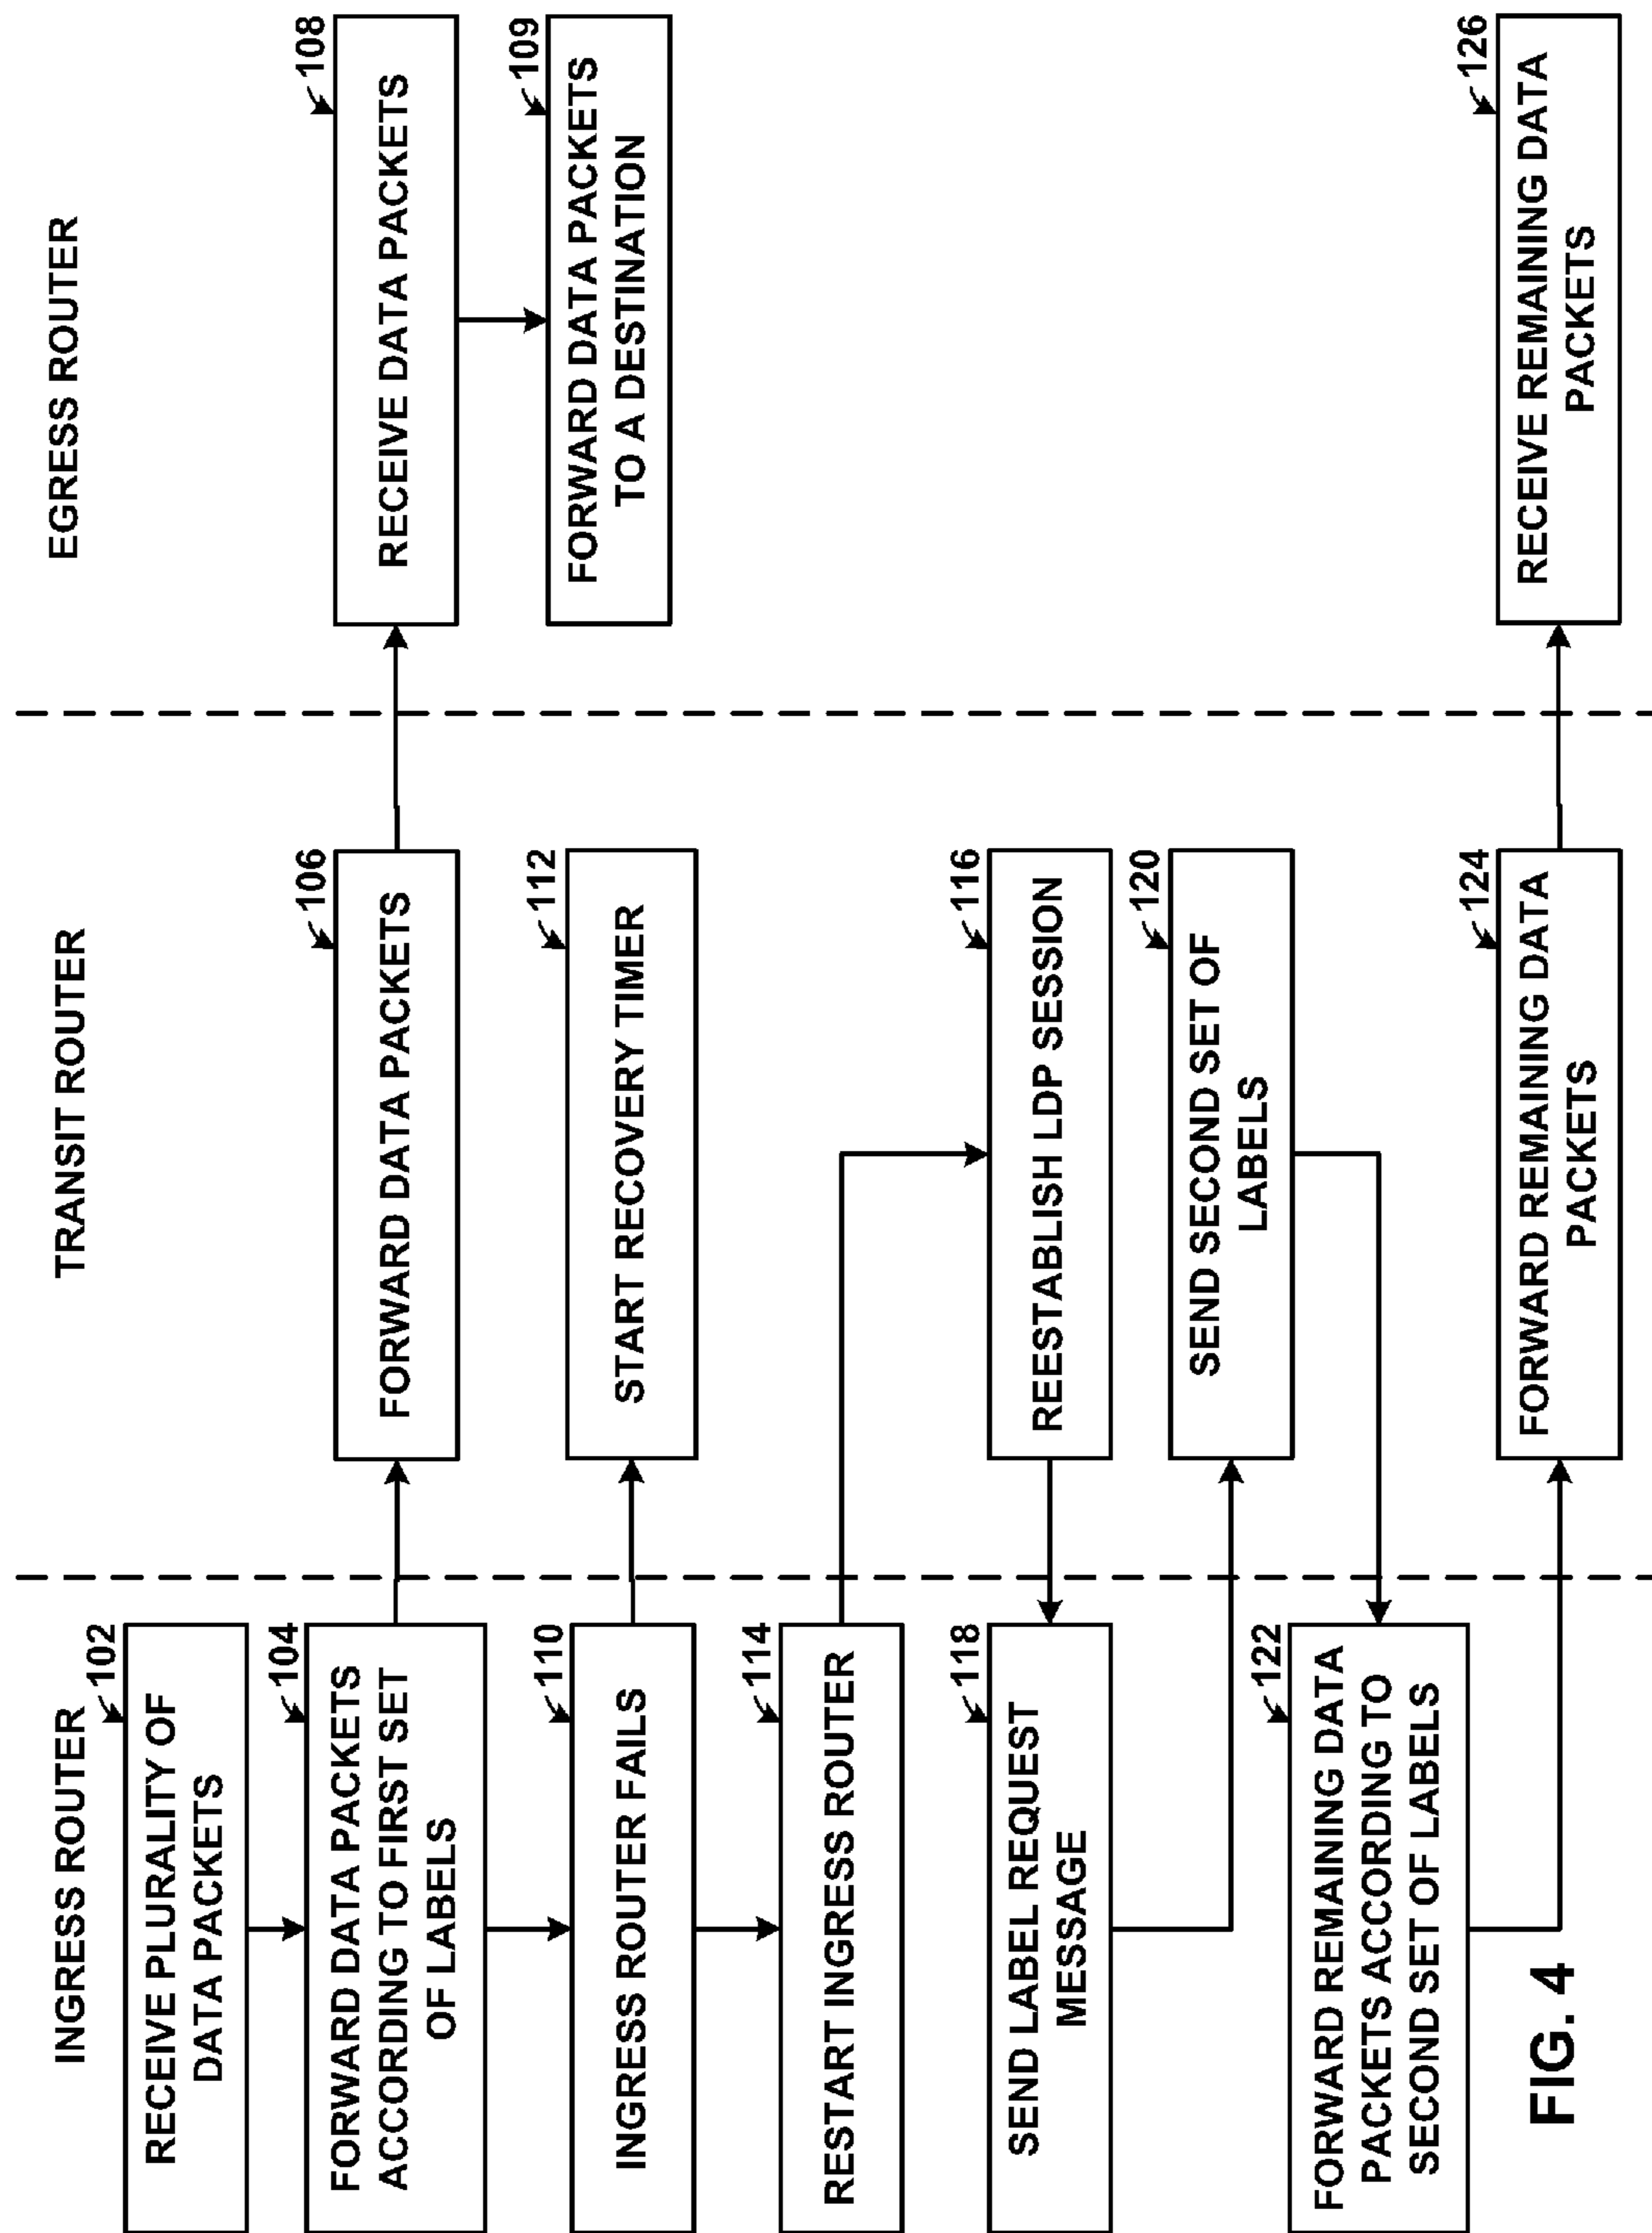 INGRESS ROUTER
TRANSIT ROUTER
EGRESS ROUTER
102
RECEIVE PLURALITY OF
DATA PACKETS
104
FORWARD DATA PACKETS
ACCORDING TO FIRST SET
OF LABELS
106
FORWARD DATA PACKETS
108
RECEIVE DATA PACKETS
109
FORWARD DATA PACKETS
TO A DESTINATION
110
INGRESS ROUTER FAILS
112
START RECOVERY TIMER
114
RESTART INGRESS ROUTER
116
REESTABLISH LDP SESSION
118
SEND LABEL REQUEST
MESSAGE
120
SEND SECOND SET OF
LABELS
122
FORWARD REMAINING DATA
PACKETS ACCORDING TO
SECOND SET OF LABELS
124
FORWARD REMAINING DATA
PACKETS
126
RECEIVE REMAINING DATA
PACKETS
FIG. 4